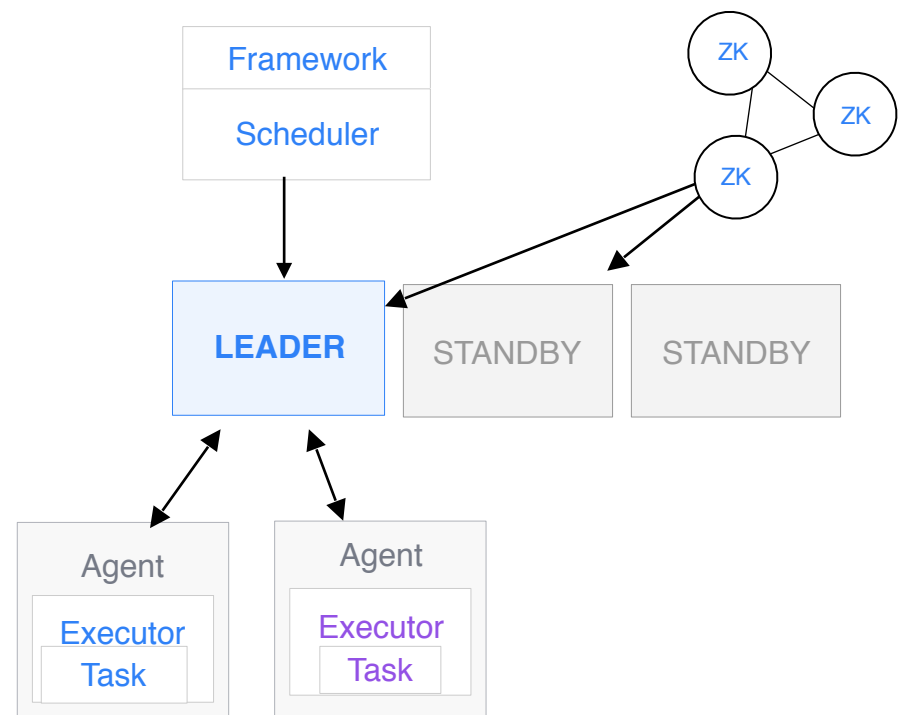 Framework
Scheduler
ZK
ZK
ZK
LEADER
STANDBY
STANDBY
Agent
Executor
Task
Agent
Executor
Task